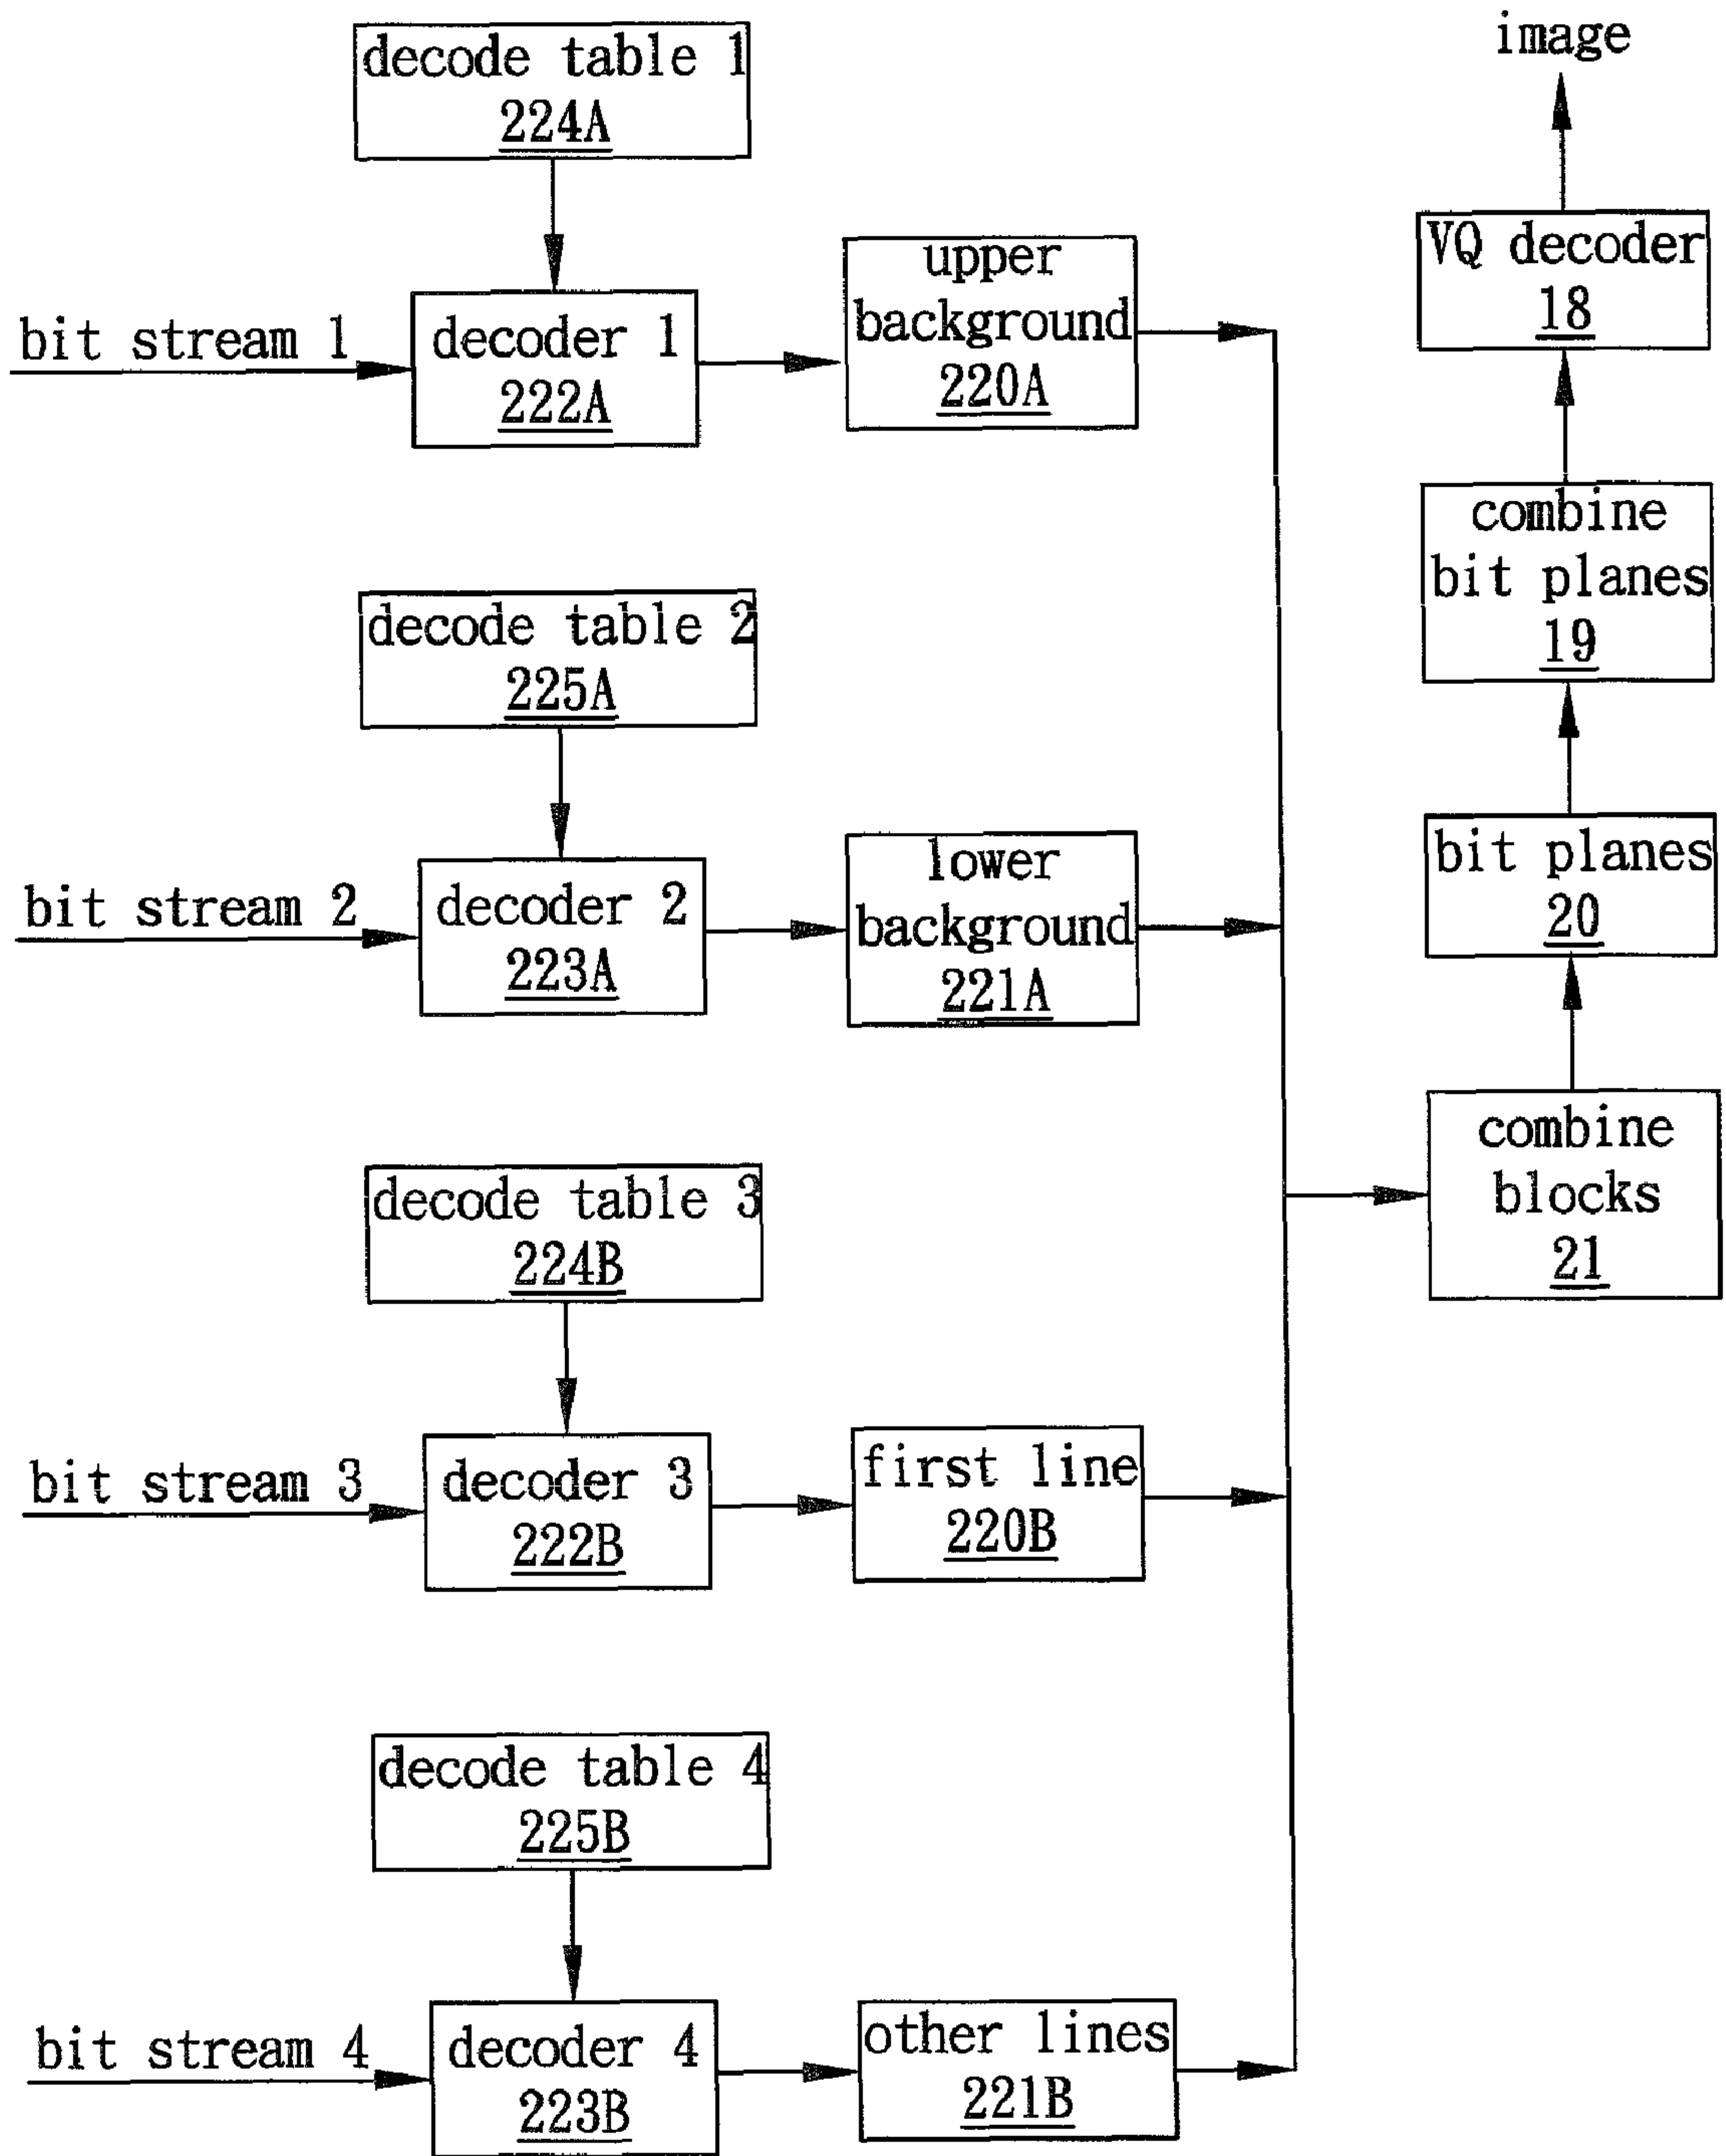 decode table 1
224A
bit stream 1
decoder 1
222A
upper
background
220A
decode table 2
225A
bit stream 2
decoder 2
223A
lower
background
221A
decode table 3
224B
bit stream 3
decoder 3
222B
first line
220B
decode table 4
225B
bit stream 4
decoder 4
223B
other lines
221B
image
VQ decoder
18
combine
bit planes
19
bit planes
20
combine
blocks
21